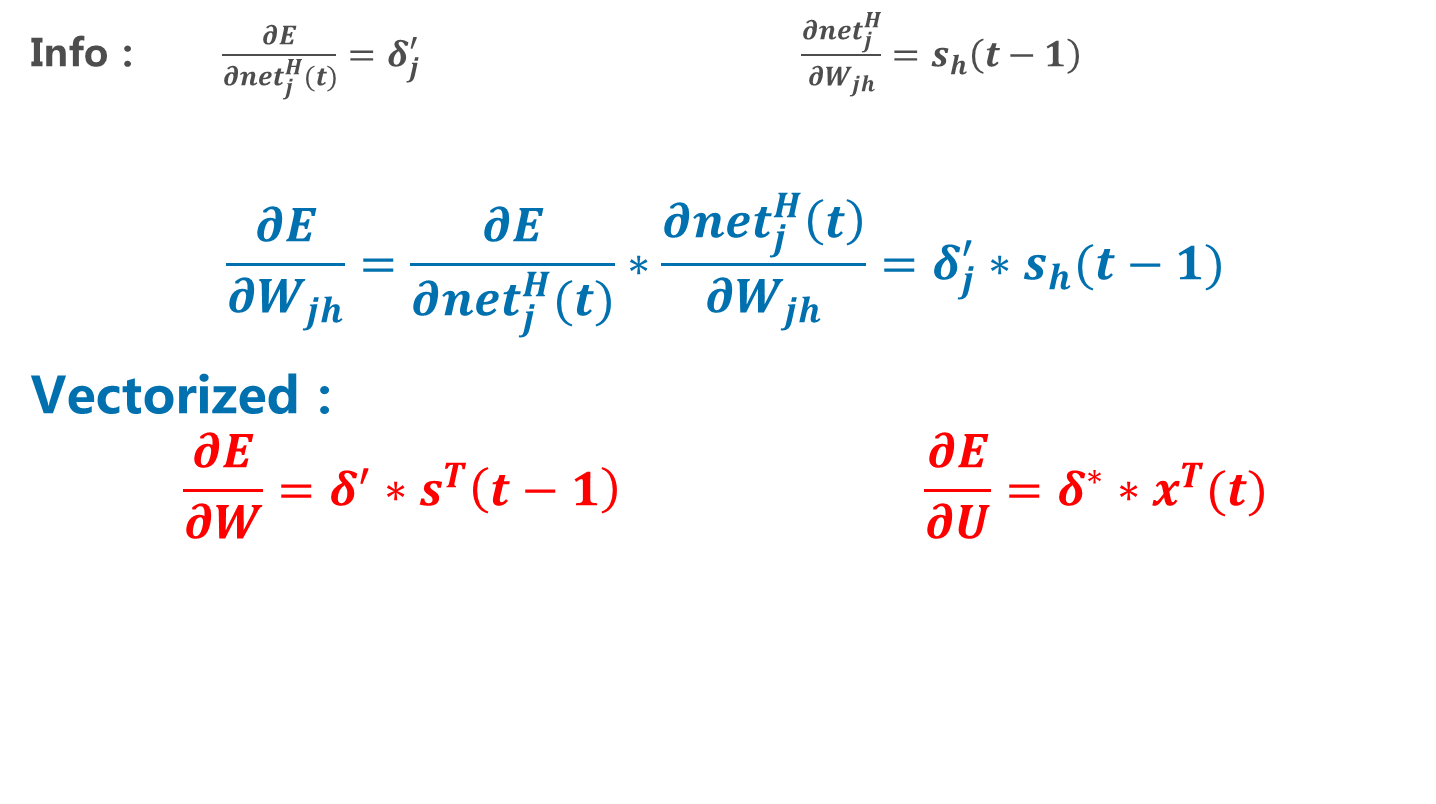 Info : ∂E/∂net_j^H(t) = δ′_j    ∂net_j^H/∂W_jh = s_h(t − 1)
∂E/∂W_jh = ∂E/∂net_j^H(t) * ∂net_j^H(t)/∂W_jh = δ′_j * s_h(t − 1)
Vectorized :
∂E/∂W = δ′ * s^T(t − 1)    ∂E/∂U = δ* * x^T(t)